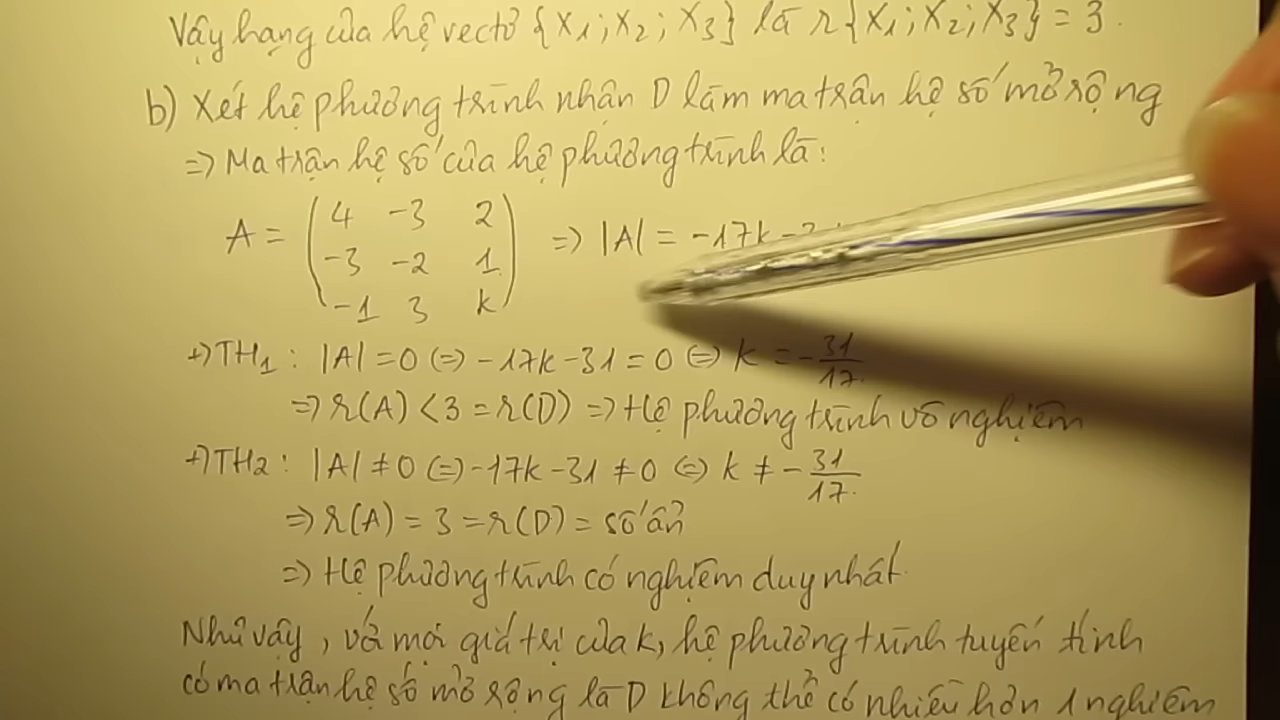 Vậy hạng của hệ vectơ {X1; X2; X3} là r{X1; X2; X3} = 3.
b) Xét hệ phương trình nhận D làm ma trận hệ số mở rộng
=> Ma trận hệ số của hệ phương trình là:
A = ( 4 -3 2 => |A| = -17k - 3
-3 -2 1
-1 3 k )
+) TH1: |A| = 0 (=) -17k - 31 = 0 (=) k = -31/17.
=> r(A) < 3 = r(D) => Hệ phương trình vô nghiệm
+) TH2: |A| ≠ 0 (=) -17k - 31 ≠ 0 (=) k ≠ -31/17.
=> r(A) = 3 = r(D) = số ẩn
=> Hệ phương trình có nghiệm duy nhất.
Như vậy, với mọi giá trị của k, hệ phương trình tuyến tính
có ma trận hệ số mở rộng là D không thể có nhiều hơn 1 nghiệm